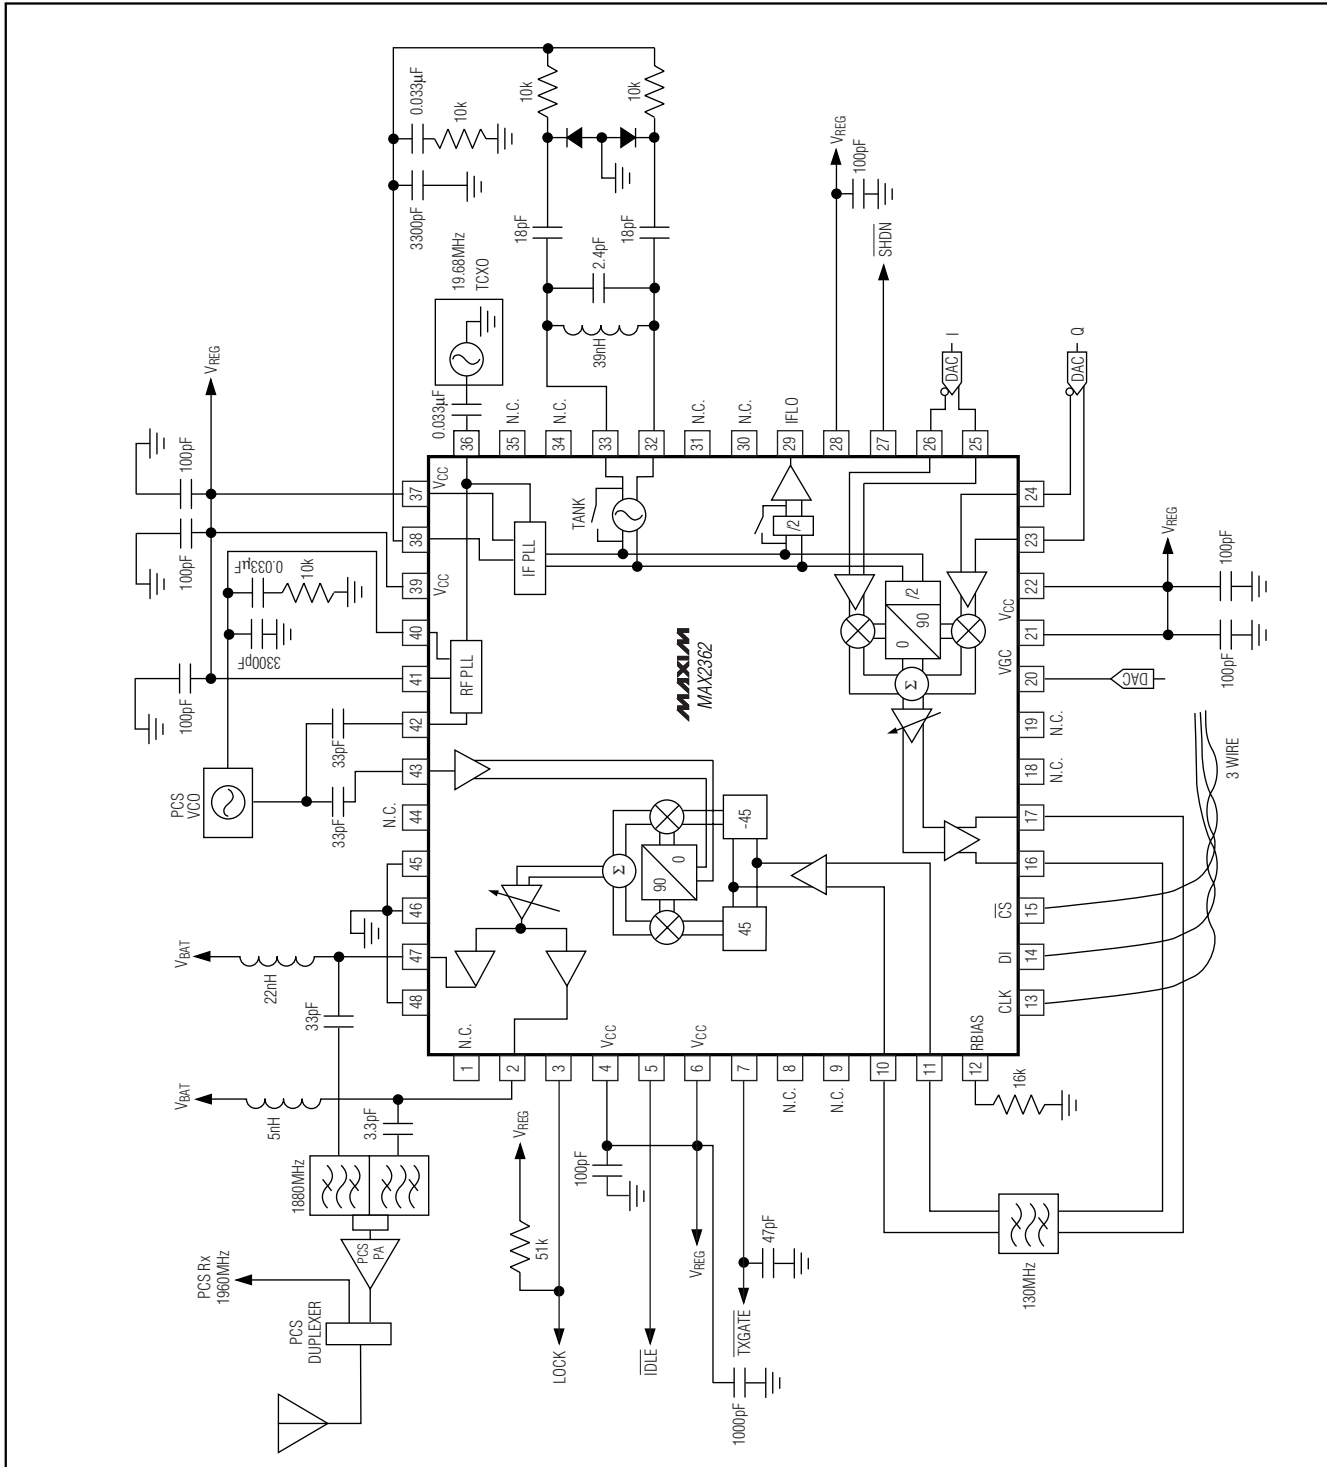 VREG
100pF
100pF
100pF
PCS
VCO
33pF
33pF
3300pF
0.033µF
10k
0.033µF
10k
3300pF
19.68MHz
TCXO
0.033µF
10k
10k
18pF
18pF
2.4pF
39nH
VREG
100pF
SHDN
I
DAC
Q
DAC
36
35
N.C.
34
N.C.
33
32
31
N.C.
30
N.C.
29
IFLO
28
27
26
25
37
VCC
38
39
VCC
40
41
42
43
44
N.C.
45
46
47
48
24
23
22
VCC
21
20
VGC
19
N.C.
18
N.C.
17
16
15
CS
14
DI
13
CLK
1
N.C.
2
3
4
VCC
5
6
VCC
7
8
N.C.
9
N.C.
10
11
12
RBIAS
TANK
IF PLL
RF PLL
/2
/2
0
90
Σ
MAXIM
MAX2362
Σ
90
0
-45
45
VREG
100pF
100pF
DAC
3 WIRE
VBAT
22nH
33pF
VBAT
5nH
3.3pF
1880MHz
PCS
PA
PCS Rx
1960MHz
PCS
DUPLEXER
VREG
51k
LOCK
100pF
IDLE
VREG
1000pF
TXGATE
47pF
130MHz
16k